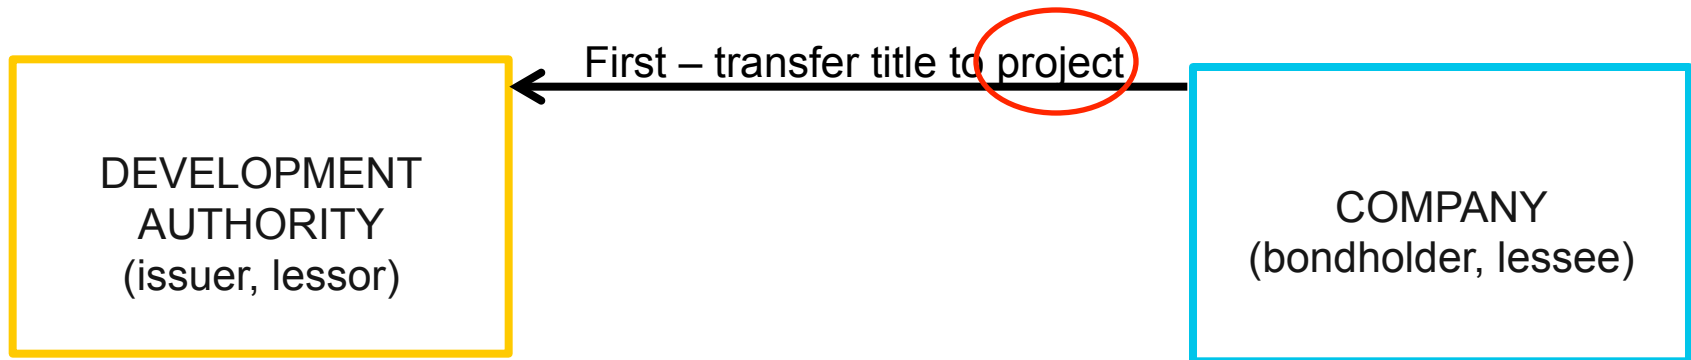 First – transfer title to project
DEVELOPMENT
AUTHORITY
(issuer, lessor)
COMPANY
(bondholder, lessee)